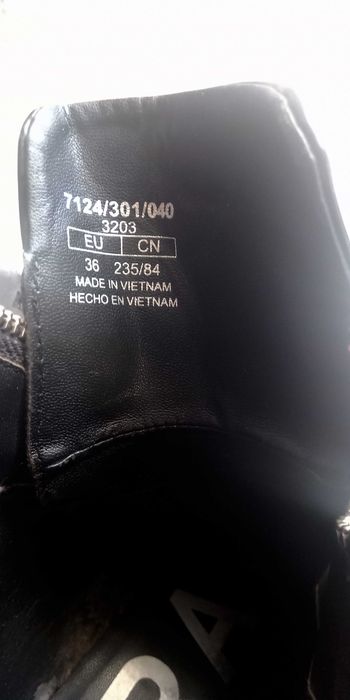 7124/301/040
3203
EU CN
36 235/84
MADE IN VIETNAM
HECHO EN VIETNAM